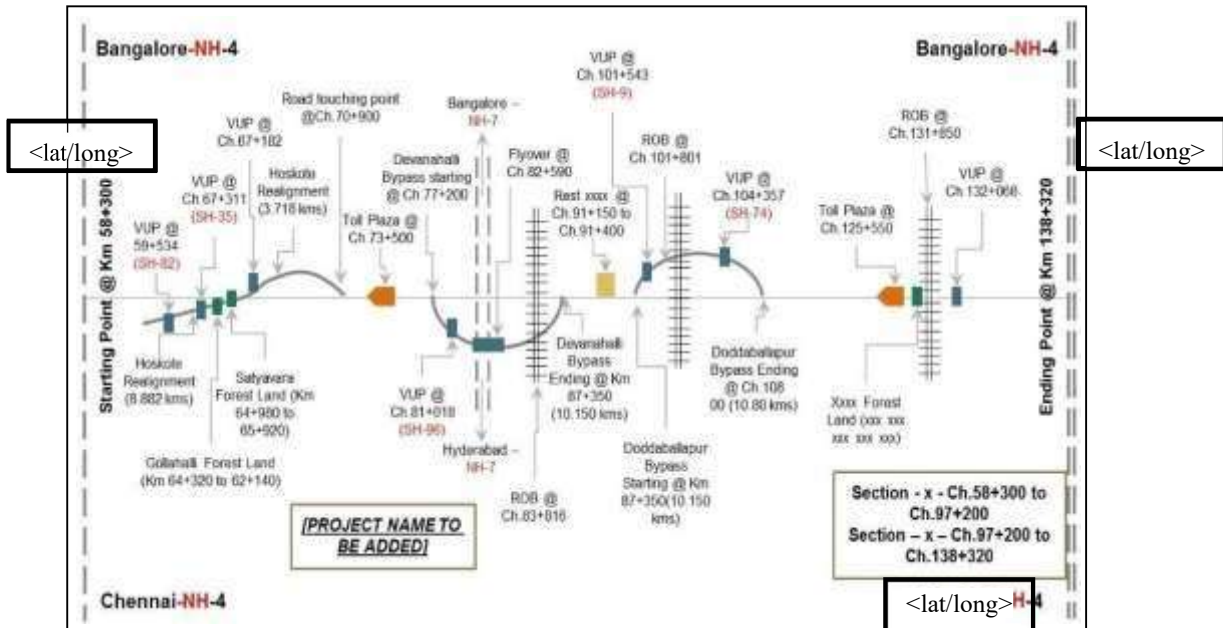 Bangalore-NH-4
Bangalore-NH-4
<lat/long>
<lat/long>
Starting Point @ Km 58+300
Ending Point @ Km 138+320
VUP @
59+534
(SH-82)
VUP @
Ch 67+311
(SH-35)
VUP @
Ch.67+182
Hoskote
Realignment
(3.718 kms)
Road touching point
@Ch.70+900
Toll Plaza @
Ch 73+500
Devanahalli
Bypass starting
@ Ch 77+200
Bangalore –
NH-7
Flyover @
Ch 82+590
VUP @
Ch.101+543
(SH-9)
Rest xxxx @
Ch.91+150 to
Ch.91+400
ROB @
Ch 101+801
VUP @
Ch.104+357
(SH-74)
Toll Plaza @
Ch.125+550
ROB @
Ch.131+850
VUP @
Ch 132+068
Hoskote
Realignment
(8.882 kms)
Satyavara
Forest Land (Km
64+980 to
65+920)
Gollahalli Forest Land
(Km 64+320 to 62+140)
VUP @
Ch.81+018
(SH-96)
Hyderabad –
NH-7
ROB @
Ch.83+816
Devanahalli
Bypass
Ending @ Km
87+350
(10.150 kms)
Doddaballapur
Bypass
Starting @ Km
87+350(10.150
kms)
Doddaballapur
Bypass Ending
@ Ch.108
00 (10.80 kms)
Xxxx Forest
Land (xxx xxx
xxx xxx xxx)
[PROJECT NAME TO
BE ADDED]
Section - x - Ch.58+300 to
Ch.97+200
Section – x – Ch.97+200 to
Ch.138+320
Chennai-NH-4
<lat/long>
H-4